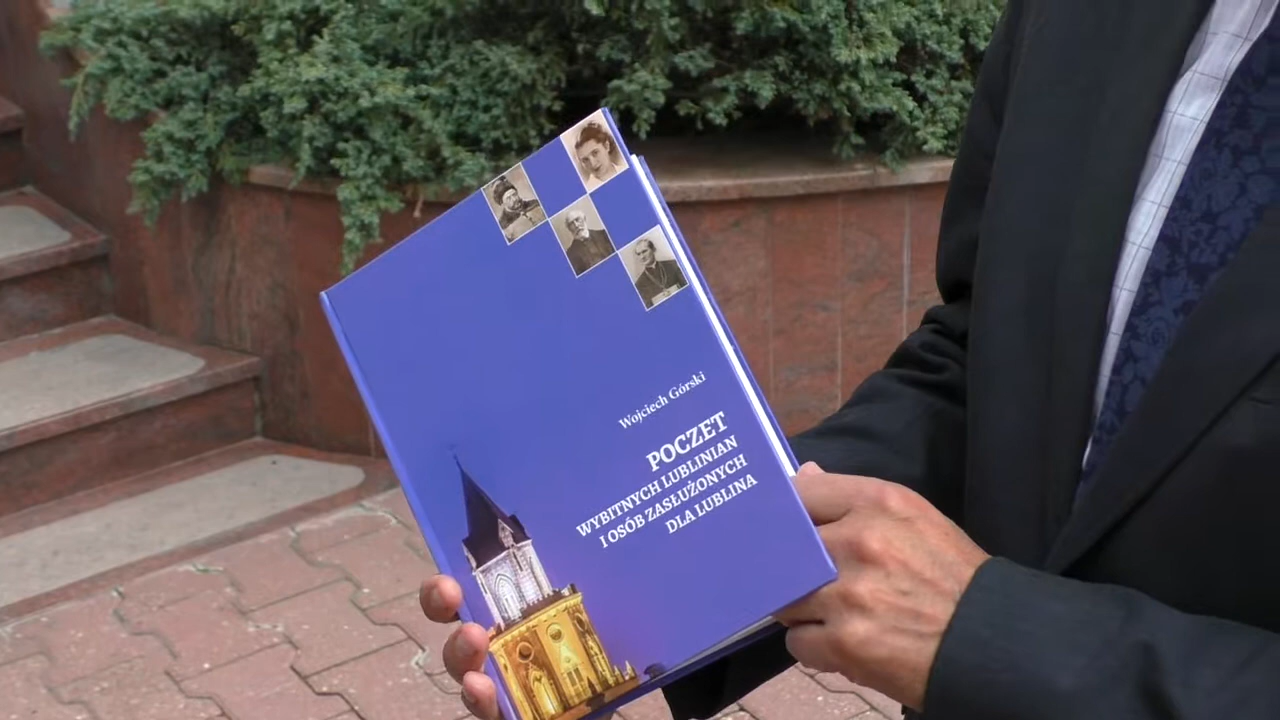 Wojciech Górski
POCZET
WYBITNYCH LUBLINIAN
I OSÓB ZASŁUŻONYCH
DLA LUBLINA